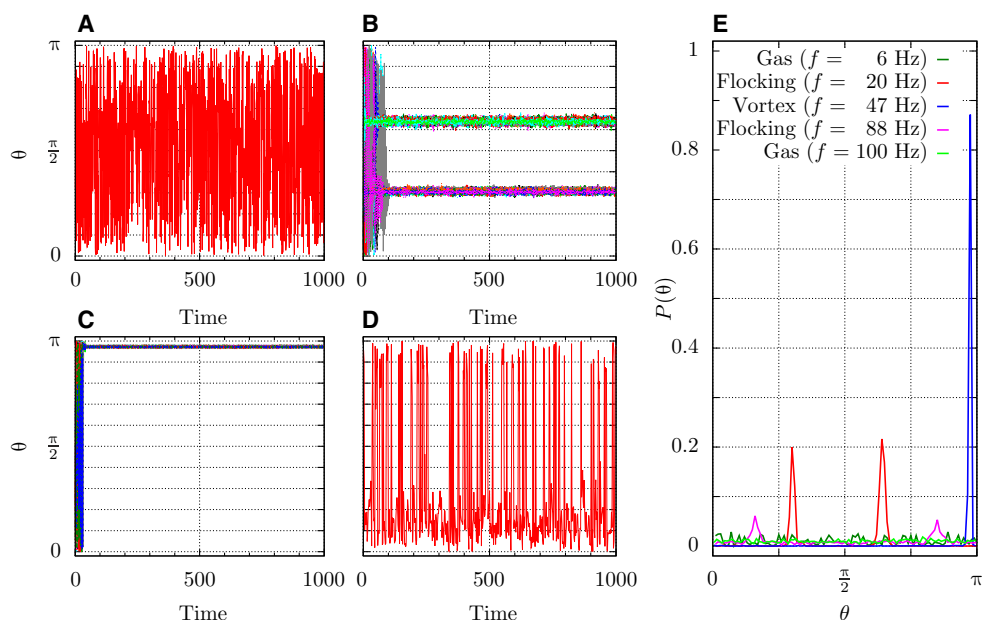 A
B
E
π
θ
π/2
0
0
500
1000
Time
0
500
1000
Time
C
D
π
θ
π/2
0
0
500
1000
Time
0
500
1000
Time
1
0.8
0.6
0.4
0.2
0
P(θ)
Gas (f = 6 Hz)
Flocking (f = 20 Hz)
Vortex (f = 47 Hz)
Flocking (f = 88 Hz)
Gas (f = 100 Hz)
0
π/2
π
θ